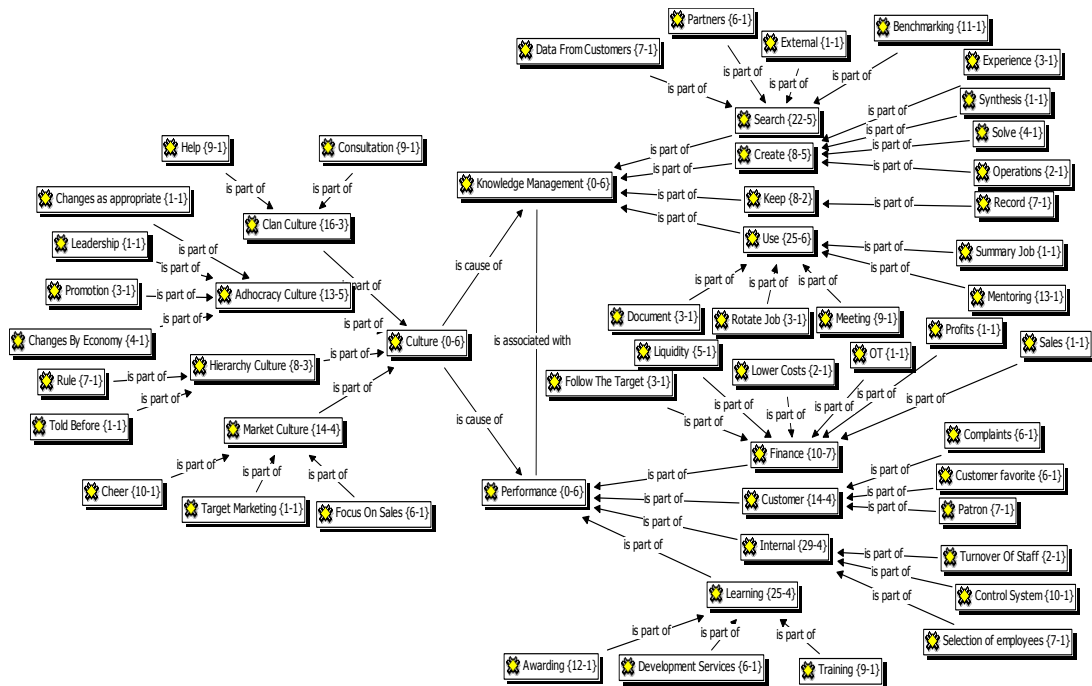 Partners {6-1}
Benchmarking {11-1}
Data From Customers {7-1}
External {1-1}
Experience {3-1}
is part of
is part of
is part of
is part of
is part of
Synthesis {1-1}
is part of
Search {22-5}
Solve {4-1}
is part of
is part of
Help {9-1}
Consultation {9-1}
Create {8-5}
is part of
is part of
Operations {2-1}
Knowledge Management {0-6}
is part of
is part of
Changes as appropriate {1-1}
Keep {8-2}
is part of
Record {7-1}
is part of
Clan Culture {16-3}
is part of
Use {25-6}
Leadership {1-1}
is part of
is part of
Summary Job {1-1}
is part of
is cause of
is part of
is part of
is part of
is part of
Promotion {3-1}
is part of
Adhocracy Culture {13-5}
is part of
Mentoring {13-1}
Document {3-1}
Rotate Job {3-1}
Meeting {9-1}
is part of
is part of
Profits {1-1}
Changes By Economy {4-1}
Culture {0-6}
is associated with
Sales {1-1}
Liquidity {5-1}
OT {1-1}
Hierarchy Culture {8-3}
is part of
Rule {7-1}
is part of
Lower Costs {2-1}
is part of
Follow The Target {3-1}
is part of
is part of
is part of
is part of
is part of
is part of
Told Before {1-1}
is part of
is cause of
is part of
Market Culture {14-4}
Complaints {6-1}
is part of
Finance {10-7}
is part of
is part of
is part of
is part of
Customer favorite {6-1}
Cheer {10-1}
Performance {0-6}
is part of
Customer {14-4}
is part of
Target Marketing {1-1}
Focus On Sales {6-1}
is part of
Patron {7-1}
is part of
Internal {29-4}
is part of
Turnover Of Staff {2-1}
is part of
is part of
Learning {25-4}
is part of
Control System {10-1}
is part of
is part of
is part of
Selection of employees {7-1}
Awarding {12-1}
Development Services {6-1}
Training {9-1}